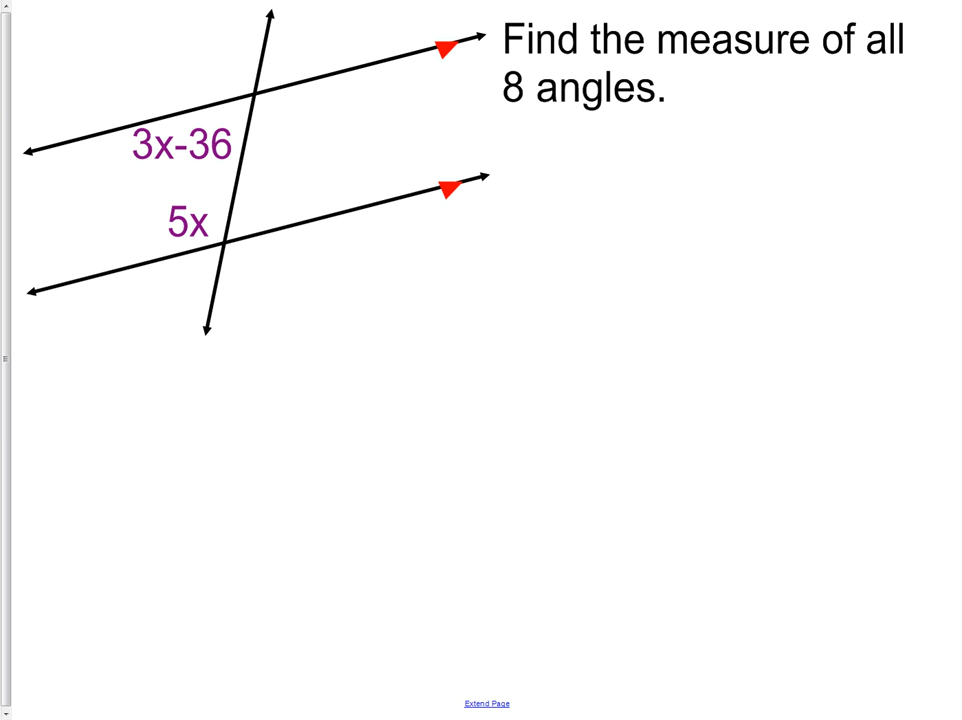 Find the measure of all
8 angles.
3x-36
5x
Extend Page